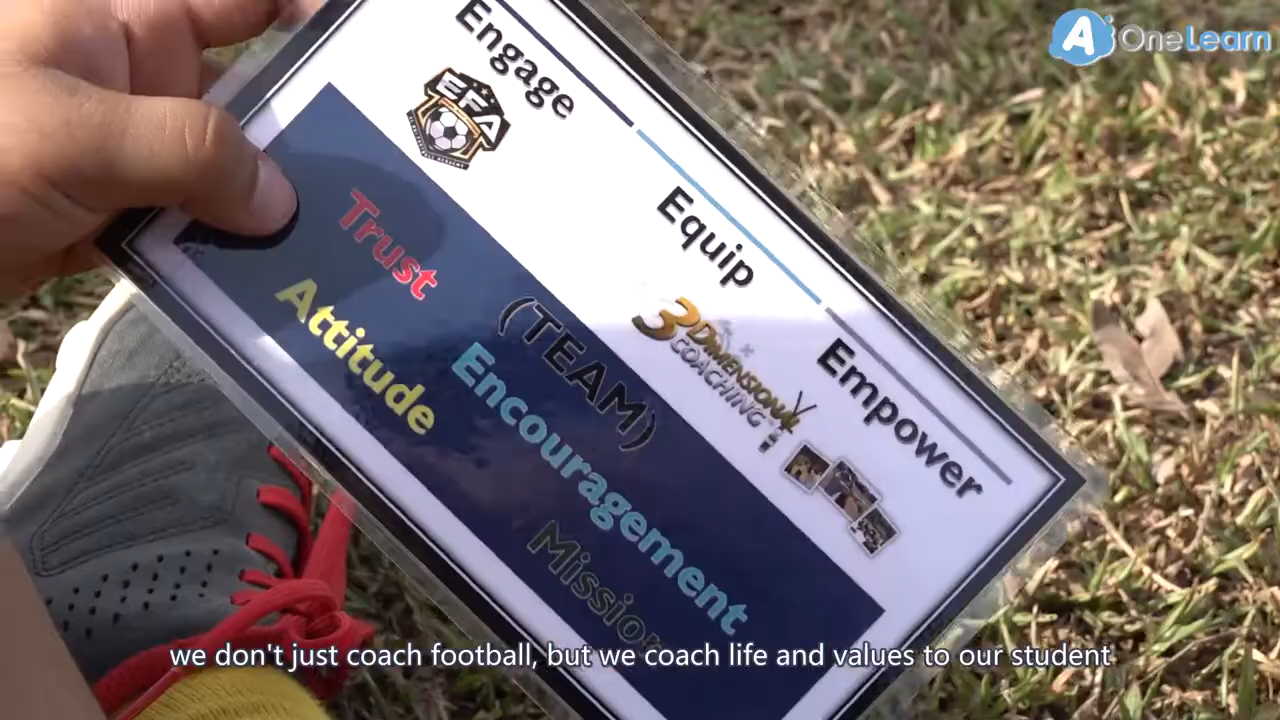 AiOneLearn
Engage
EFA
Equip
3 DIMENSIONAL
COACHING
Empower
Trust
(TEAM)
Encouragement
Attitude
Mission
we don't just coach football, but we coach life and values to our student